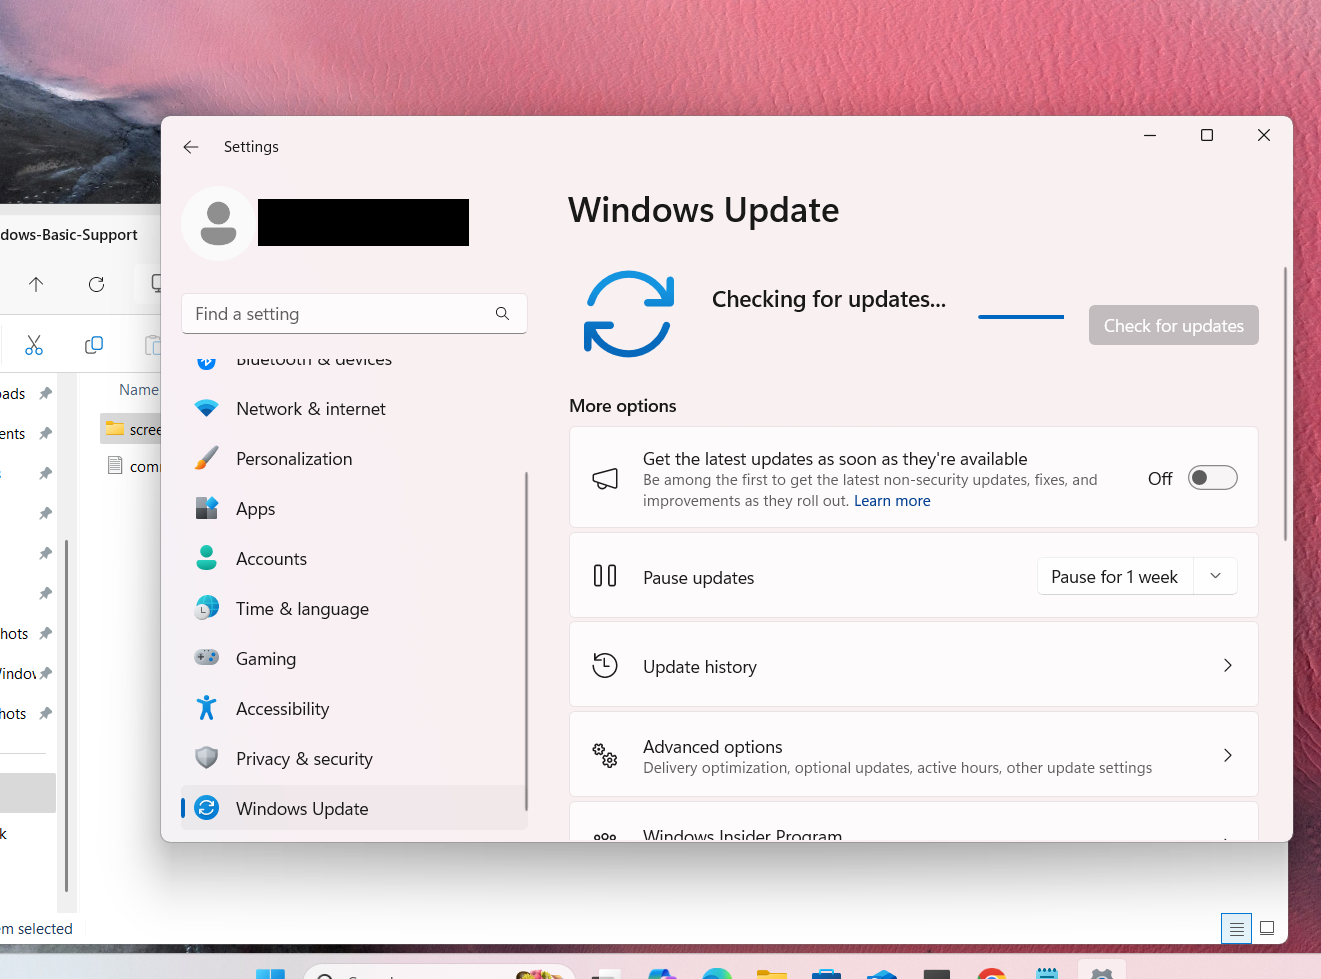 Settings
dows-Basic-Support
Name
oads
ents
scree
com
hots
Window
hots
k
m selected
Find a setting
Bluetooth & devices
Network & internet
Personalization
Apps
Accounts
Time & language
Gaming
Accessibility
Privacy & security
Windows Update
Windows Update
Checking for updates...
Check for updates
More options
Get the latest updates as soon as they're available
Be among the first to get the latest non-security updates, fixes, and
improvements as they roll out. Learn more
Off
Pause updates
Pause for 1 week
Update history
Advanced options
Delivery optimization, optional updates, active hours, other update settings
Windows Insider Program